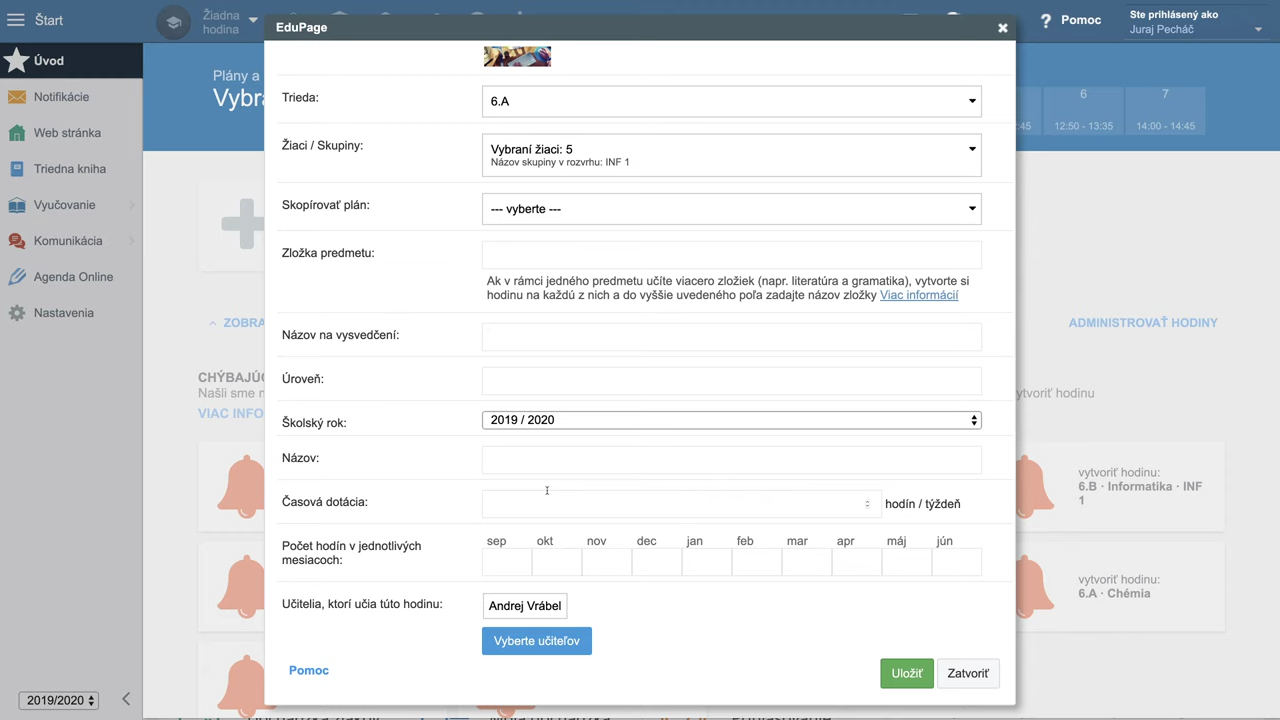 Štart
Žiadna
hodina
Pomoc
Ste prihlásený ako
Juraj Pecháč
EduPage
Úvod
Notifikácie
Web stránka
Triedna kniha
Vyučovanie
Komunikácia
Agenda Online
Nastavenia
2019/2020
Plány a
6
7
:45
12:50 - 13:35
14:00 - 14:45
ADMINISTROVAŤ HODINY
Našli sme
VIAC INFO
vytvoriť hodinu
vytvoriť hodinu:
6.B · Informatika · INF
1
vytvoriť hodinu:
6.A · Chémia
Trieda:
6.A
Žiaci / Skupiny:
Vybraní žiaci: 5
Názov skupiny v rozvrhu: INF 1
Skopírovať plán:
--- vyberte ---
Zložka predmetu:
Ak v rámci jedného predmetu učíte viacero zložiek (napr. literatúra a gramatika), vytvorte si
hodinu na každú z nich a do vyššie uvedeného poľa zadajte názov zložky Viac informácií
Názov na vysvedčení:
Úroveň:
Školský rok:
2019 / 2020
Názov:
Časová dotácia:
hodín / týždeň
Počet hodín v jednotlivých
mesiacoch:
sep okt nov dec jan feb mar apr máj jún
Učitelia, ktorí učia túto hodinu:
Andrej Vrábel
Vyberte učiteľov
Pomoc
Uložiť
Zatvoriť